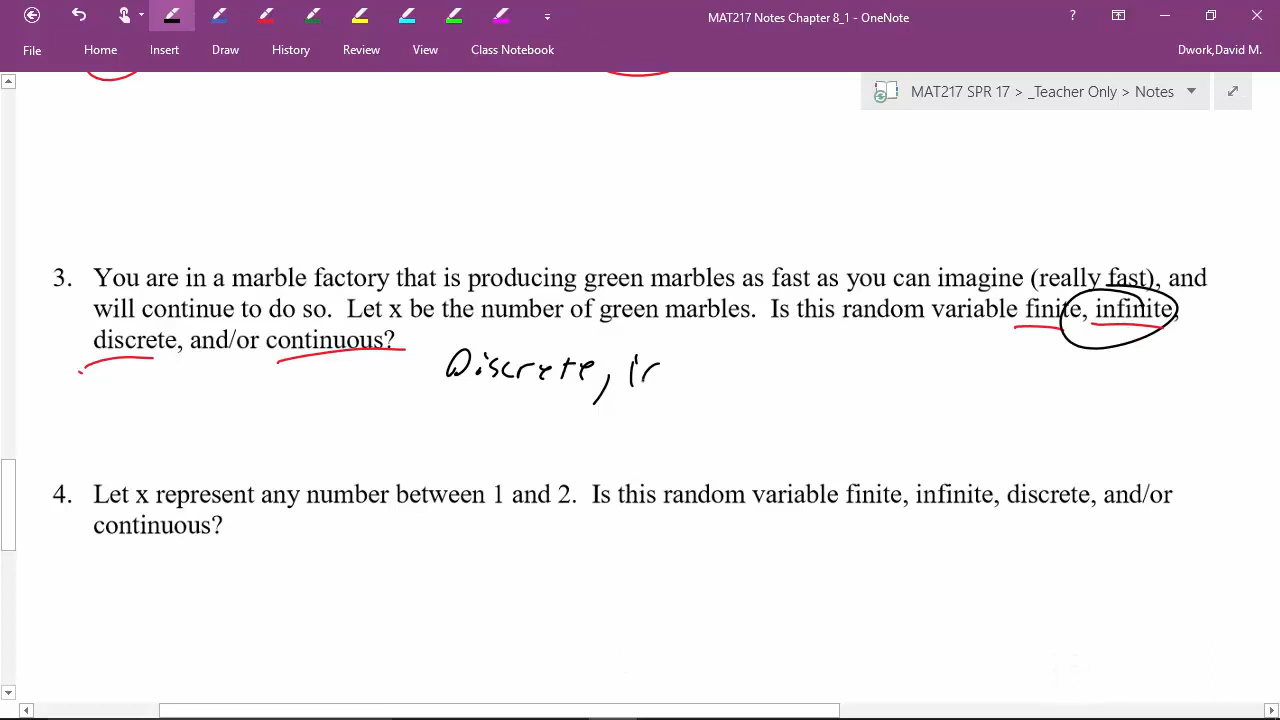 MAT217 Notes Chapter 8_1 - OneNote
?
File Home Insert Draw History Review View Class Notebook
Dwork,David M.
MAT217 SPR 17 > _Teacher Only > Notes
3. You are in a marble factory that is producing green marbles as fast as you can imagine (really fast), and
will continue to do so. Let x be the number of green marbles. Is this random variable finite, infinite,
discrete, and/or continuous?
Discrete, in
4. Let x represent any number between 1 and 2. Is this random variable finite, infinite, discrete, and/or
continuous?